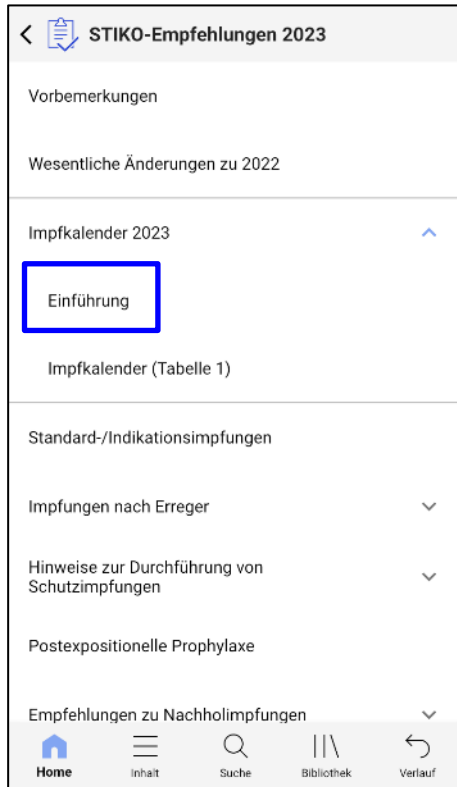 STIKO-Empfehlungen 2023
Vorbemerkungen
Wesentliche Änderungen zu 2022
Impfkalender 2023
Einführung
Impfkalender (Tabelle 1)
Standard-/Indikationsimpfungen
Impfungen nach Erreger
Hinweise zur Durchführung von
Schutzimpfungen
Postexpositionelle Prophylaxe
Empfehlungen zu Nachholimpfungen
Home Inhalt Suche Bibliothek Verlauf